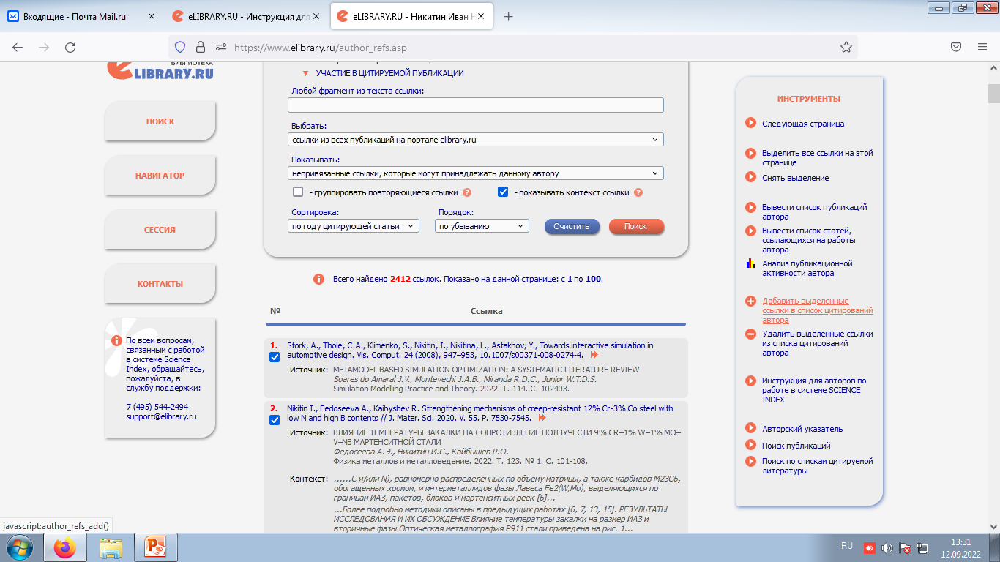 Входящие - Почта Mail.ru
eLIBRARY.RU - Инструкция для
eLIBRARY.RU - Никитин Иван
https://www.elibrary.ru/author_refs.asp
БИБЛИОТЕКА
LIBRARY.RU
ПОИСК
НАВИГАТОР
СЕССИЯ
КОНТАКТЫ
По всем вопросам,
связанным с работой
в системе Science
Index, обращайтесь,
пожалуйста, в
службу поддержки:
7 (495) 544-2494
support@elibrary.ru
УЧАСТИЕ В ЦИТИРУЕМОЙ ПУБЛИКАЦИИ
Любой фрагмент из текста ссылки:
Выбрать:
ссылки из всех публикаций на портале elibrary.ru
Показывать:
непривязанные ссылки, которые могут принадлежать данному автору
- группировать повторяющиеся ссылки ? - показывать контекст ссылки ?
Сортировка: Порядок:
по году цитирующей статьи по убыванию Очистить Поиск
Всего найдено 2412 ссылок. Показано на данной странице: с 1 по 100.
№ Ссылка
1. Stork, A., Thole, C.A., Klimenko, S., Nikitin, I., Nikitina, L., Astakhov, Y., Towards interactive simulation in
automotive design. Vis. Comput. 24 (2008), 947–953, 10.1007/s00371-008-0274-4.
Источник: METAMODEL-BASED SIMULATION OPTIMIZATION: A SYSTEMATIC LITERATURE REVIEW
Soares do Amaral J.V., Montevechi J.A.B., Miranda R.D.C., Junior W.T.D.S.
Simulation Modelling Practice and Theory. 2022. Т. 114. С. 102403.
2. Nikitin I., Fedoseeva A., Kaibyshev R. Strengthening mechanisms of creep-resistant 12% Cr-3% Co steel with
low N and high B contents // J. Mater. Sci. 2020. V. 55. P. 7530-7545.
Источник: ВЛИЯНИЕ ТЕМПЕРАТУРЫ ЗАКАЛКИ НА СОПРОТИВЛЕНИЕ ПОЛЗУЧЕСТИ 9% CR–1% W–1% MO–
V–NB МАРТЕНСИТНОЙ СТАЛИ
Федосеева А.Э., Никитин И.С., Кайбышев Р.О.
Физика металлов и металловедение. 2022. Т. 123. № 1. С. 101-108.
Контекст: ......С и/или N), равномерно распределенных по объему матрицы, а также карбидов М23С6,
обогащенных хромом, и интерметаллидов фазы Лавеса Fe2(W,Mo), выделяющихся по
границам ИАЗ, пакетов, блоков и мартенситных реек [6]...
...Более подробно методики описаны в предыдущих работах [6, 7, 13, 15]. РЕЗУЛЬТАТЫ
ИССЛЕДОВАНИЯ И ИХ ОБСУЖДЕНИЕ Влияние температуры закалки на размер ИАЗ и
вторичные фазы Оптическая металлография Р911 стали приведена на рис. 1...
ИНСТРУМЕНТЫ
Следующая страница
Выделить все ссылки на этой
странице
Снять выделение
Вывести список публикаций
автора
Вывести список статей,
ссылающихся на работы
автора
Анализ публикационной
активности автора
Добавить выделенные
ссылки в список цитирований
автора
Удалить выделенные ссылки
из списка цитирований
автора
Инструкция для авторов по
работе в системе SCIENCE
INDEX
Авторский указатель
Поиск публикаций
Поиск по спискам цитируемой
литературы
javascript:author_refs_add()
RU
13:31
12.09.2022